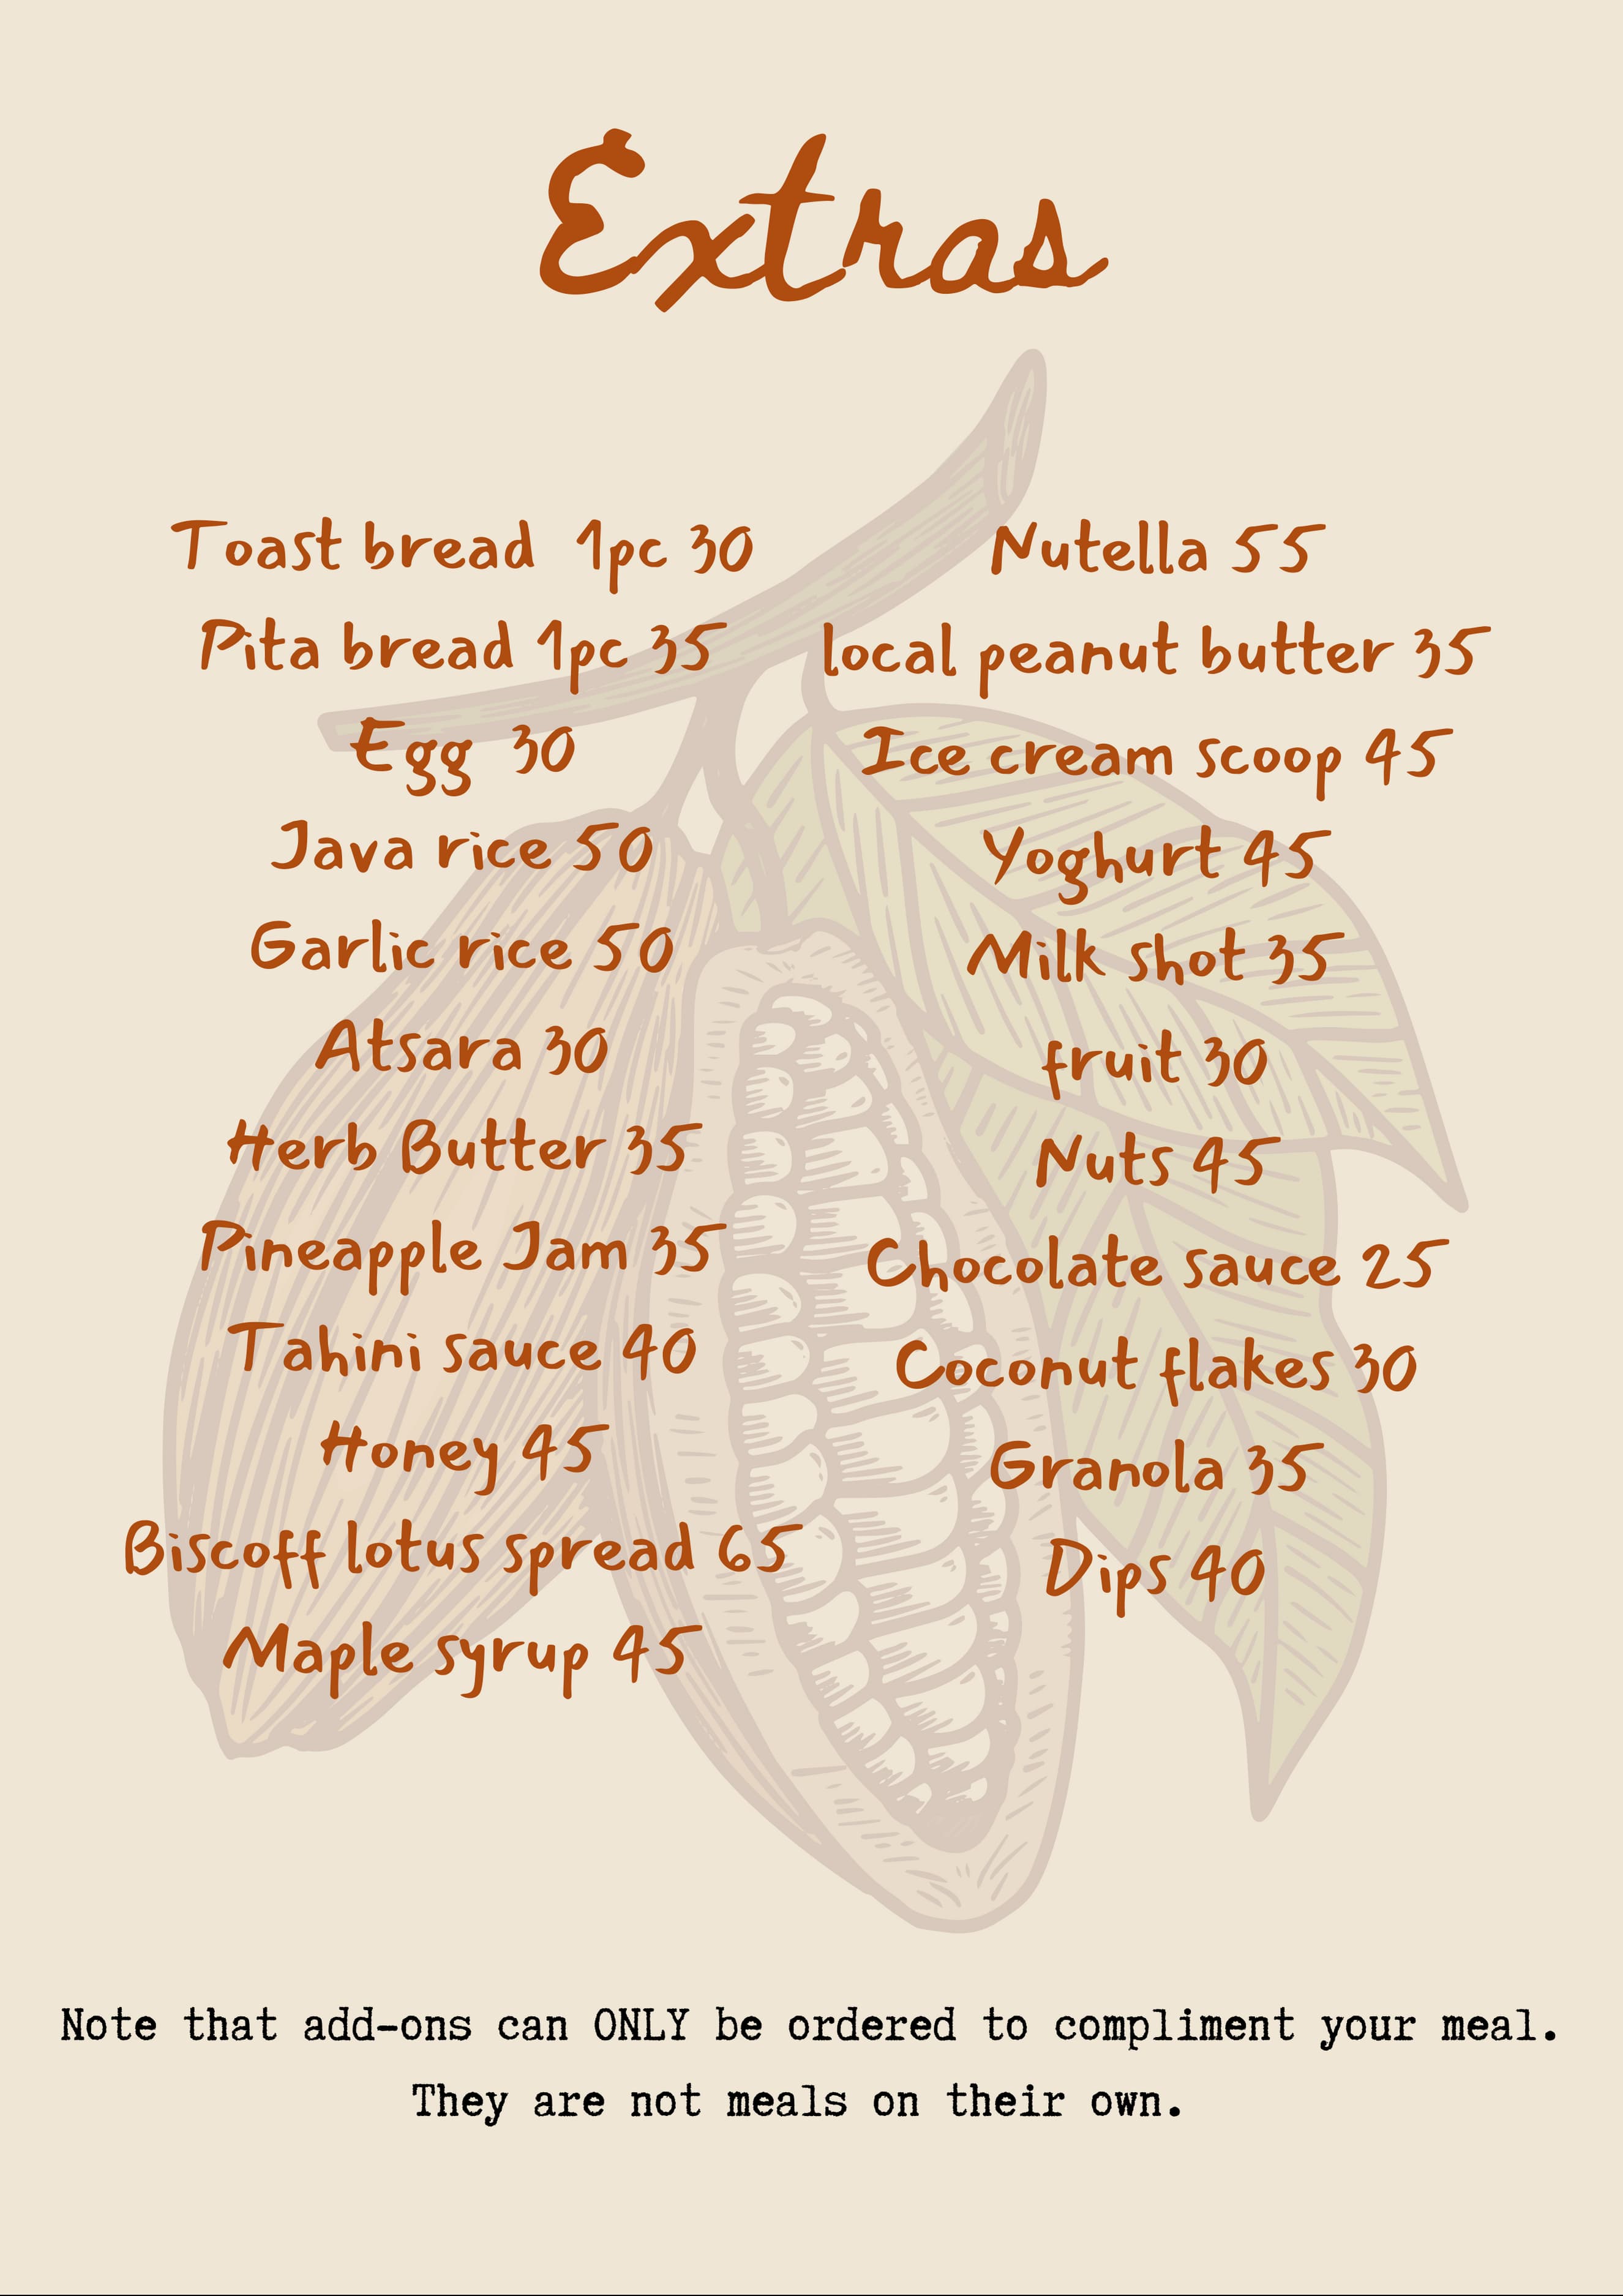 Extras
Toast bread 1pc 30
Pita bread 1pc 35
Egg 30
Java rice 50
Garlic rice 50
Atsara 30
Herb Butter 35
Pineapple Jam 35
Tahini sauce 40
Honey 45
Biscoff lotus spread 65
Maple syrup 45
Nutella 55
local peanut butter 35
Ice cream scoop 45
Yoghurt 45
Milk shot 35
fruit 30
Nuts 45
Chocolate sauce 25
Coconut flakes 30
Granola 35
Dips 40
Note that add-ons can ONLY be ordered to compliment your meal.
They are not meals on their own.